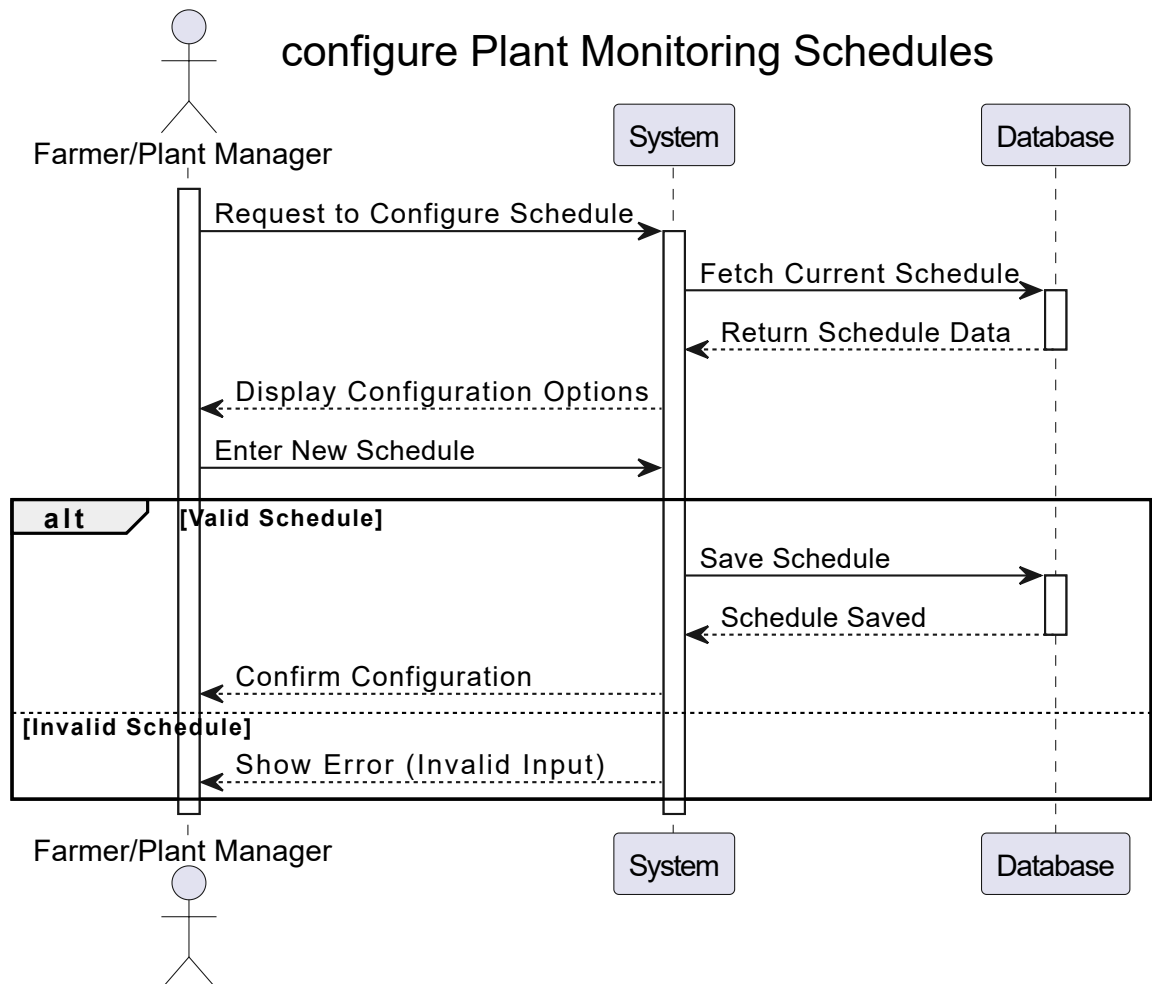 configure Plant Monitoring Schedules
Farmer/Plant Manager
System
Database
Request to Configure Schedule
Fetch Current Schedule
Return Schedule Data
Display Configuration Options
Enter New Schedule
alt
[Valid Schedule]
Save Schedule
Schedule Saved
Confirm Configuration
[Invalid Schedule]
Show Error (Invalid Input)
Farmer/Plant Manager
System
Database